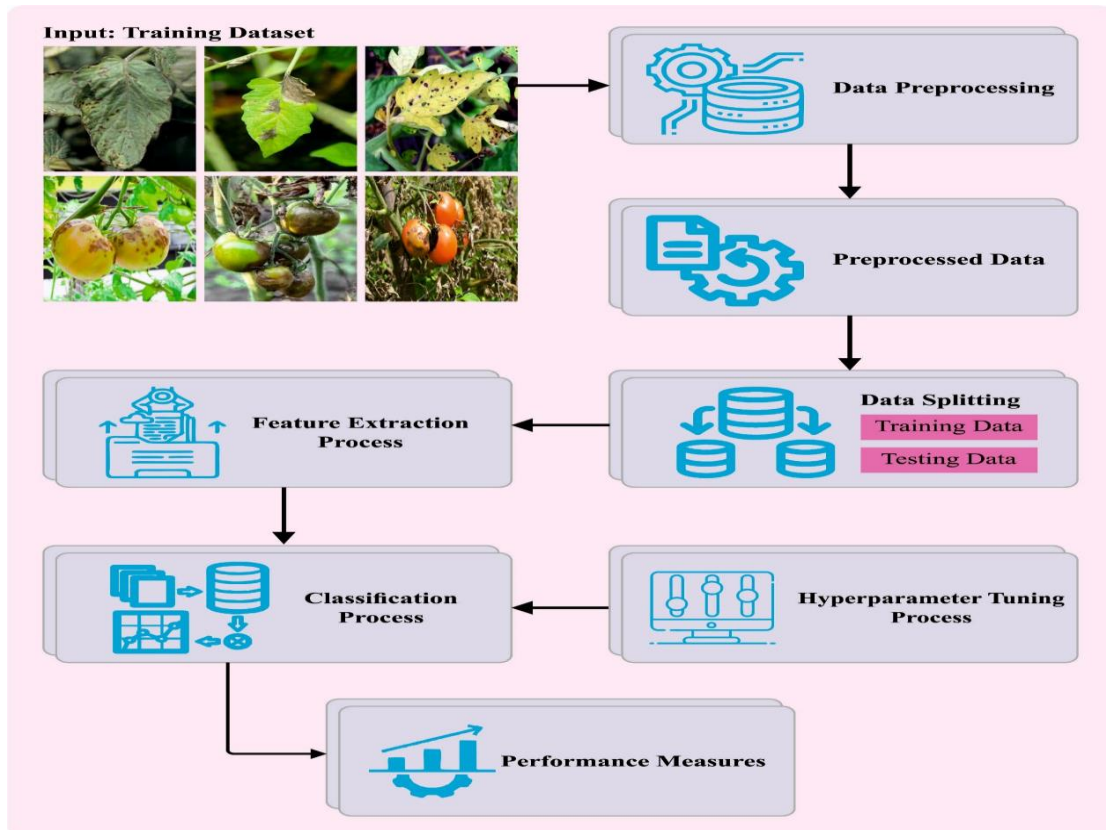 Input: Training Dataset
Data Preprocessing
Preprocessed Data
Data Splitting
Training Data
Testing Data
Feature Extraction
Process
Classification
Process
Hyperparameter Tuning
Process
Performance Measures